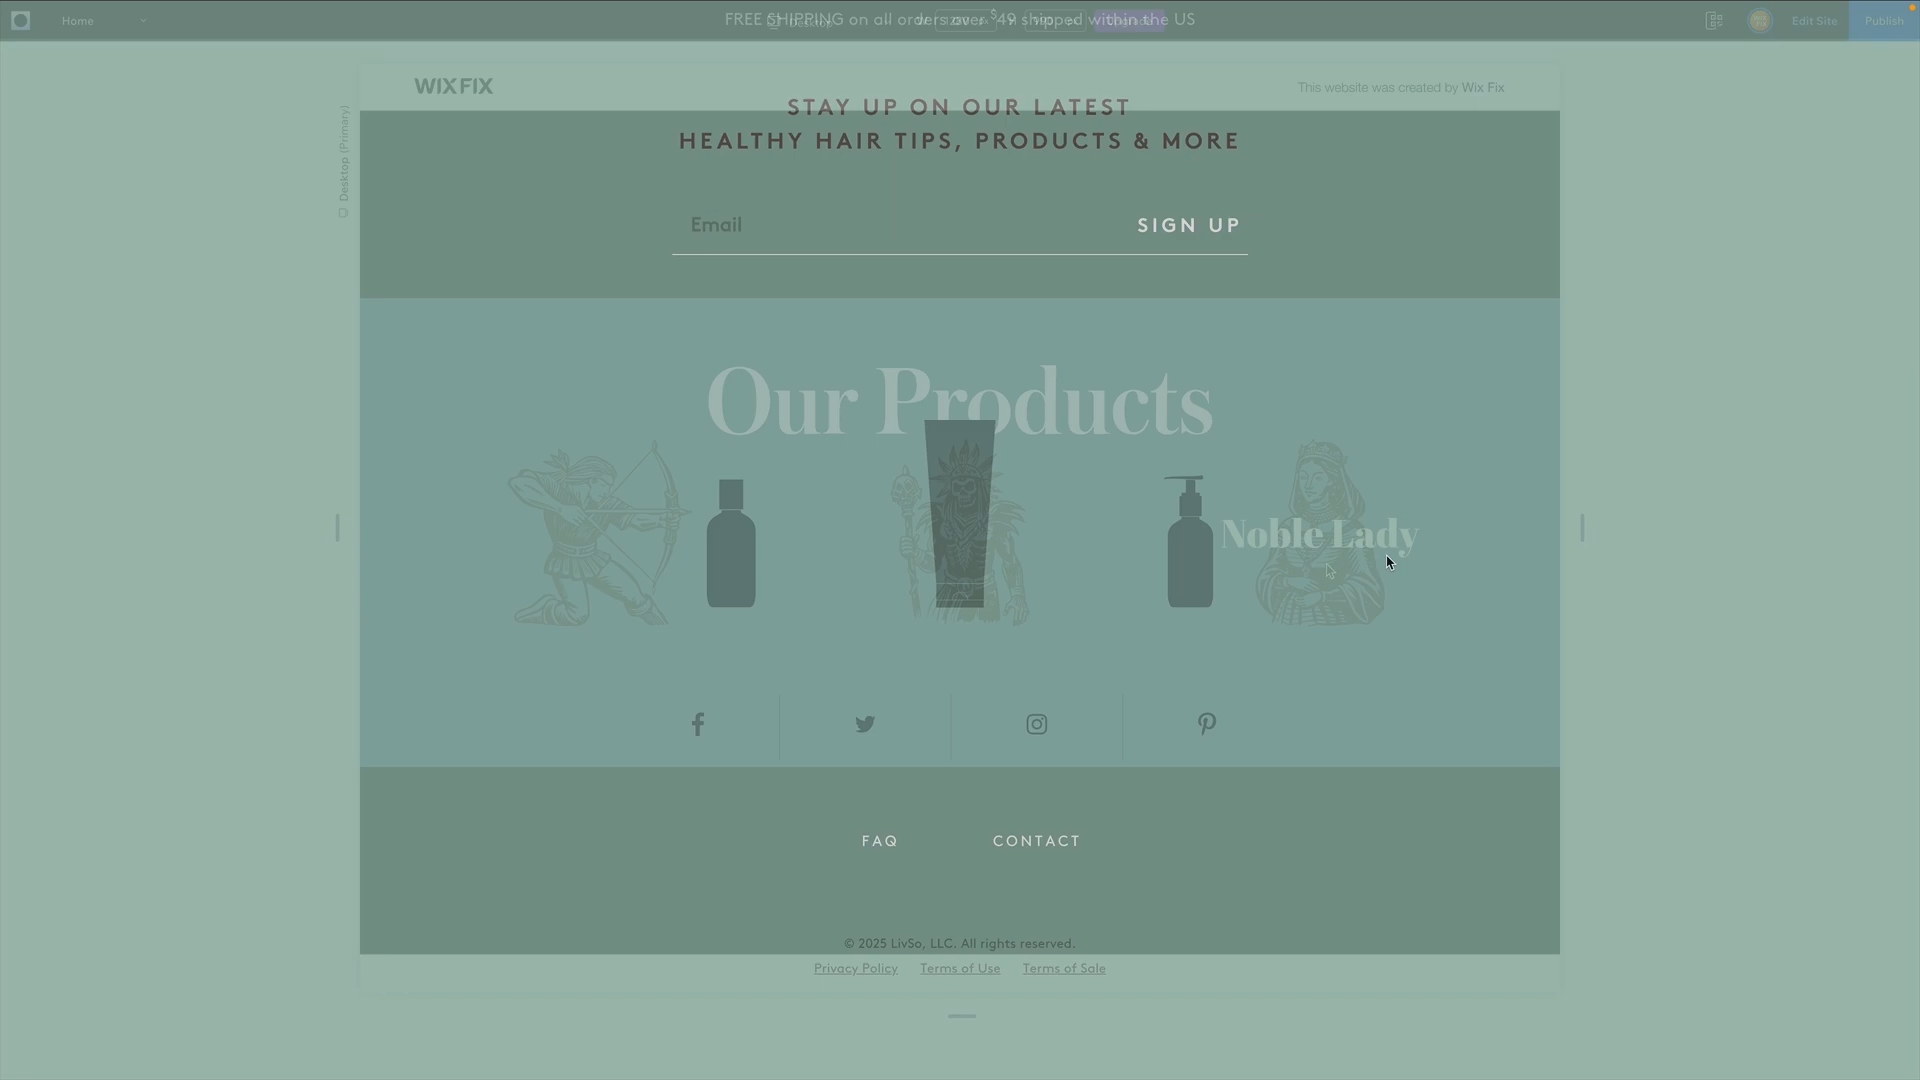 Home
FREE SHIPPING on all orders over $49 shipped within the US
Edit Site
Publish
WIX FIX
This website was created by Wix Fix
Desktop (Primary)
STAY UP ON OUR LATEST
HEALTHY HAIR TIPS, PRODUCTS & MORE
Email
SIGN UP
Our Products
Noble Lady
FAQ
CONTACT
© 2025 LivSo, LLC. All rights reserved.
Privacy Policy
Terms of Use
Terms of Sale